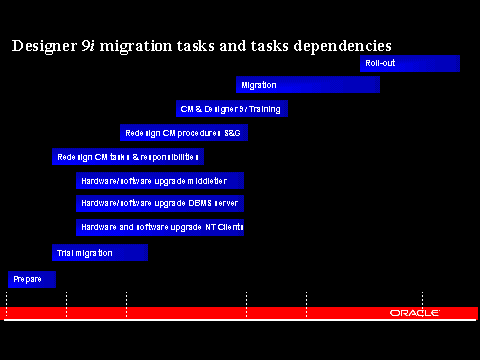 Designer 9i migration tasks and tasks dependencies
Roll-out
Migration
CM & Designer 9i Training
Redesign CM procedures S&G
Redesign CM tasks & responsibilities
Hardware/software upgrade middletier
Hardware/software upgrade DBMS server
Hardware and software upgrade NT Clients
Trial migration
Prepare
ORACLE